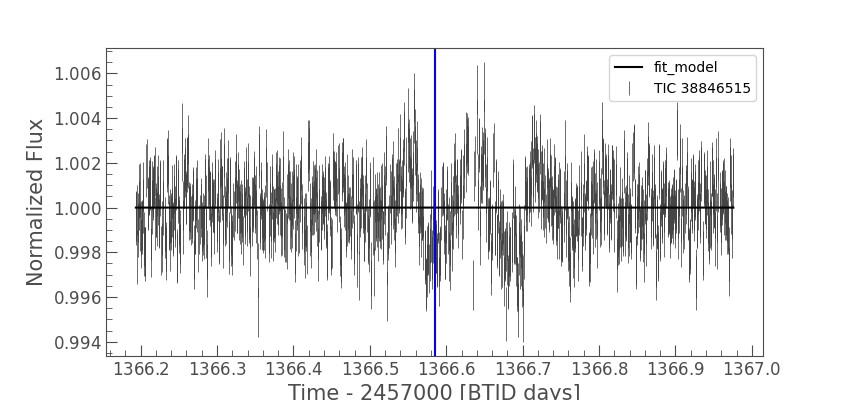 fit_model
TIC 38846515
1.006
1.004
1.002
1.000
0.998
0.996
0.994
Normalized Flux
1366.2 1366.3 1366.4 1366.5 1366.6 1366.7 1366.8 1366.9 1367.0
Time - 2457000 [BTJD days]